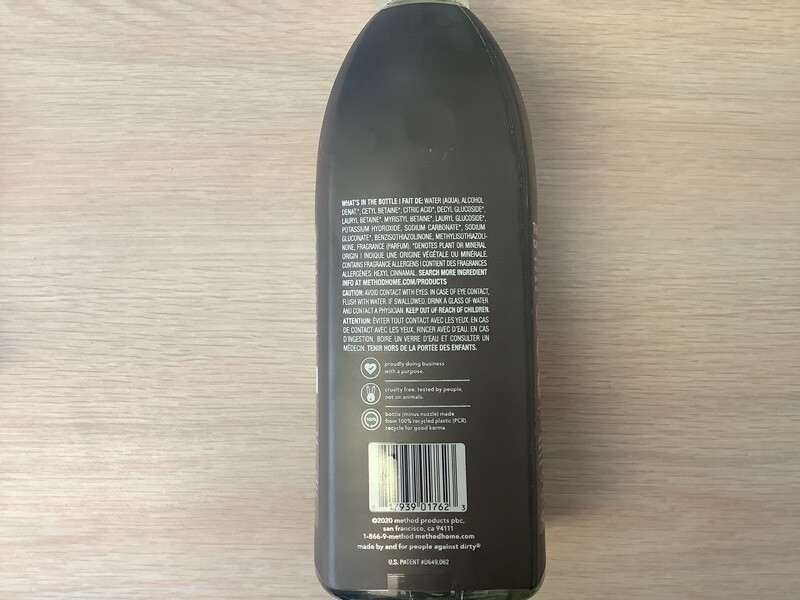 WHAT'S IN THE BOTTLE | FAIT DE: WATER (AQUA), ALCOHOL
DENAT.*, CETYL BETAINE*, CITRIC ACID*, DECYL GLUCOSIDE*,
LAURYL BETAINE*, MYRISTYL BETAINE*, LAURYL GLUCOSIDE*,
POTASSIUM HYDROXIDE, SODIUM CARBONATE*, SODIUM
GLUCONATE*, BENZISOTHIAZOLINONE, METHYLISOTHIAZOLI-
NONE, FRAGRANCE (PARFUM). *DENOTES PLANT OR MINERAL
ORIGIN | INDIQUE UNE ORIGINE VÉGÉTALE OU MINÉRALE.
CONTAINS FRAGRANCE ALLERGENS | CONTIENT DES FRAGRANCES
ALLERGÈNES: HEXYL CINNAMAL. SEARCH MORE INGREDIENT
INFO AT METHODHOME.COM/PRODUCTS
CAUTION: AVOID CONTACT WITH EYES. IN CASE OF EYE CONTACT,
FLUSH WITH WATER. IF SWALLOWED, DRINK A GLASS OF WATER
AND CONTACT A PHYSICIAN. KEEP OUT OF REACH OF CHILDREN.
ATTENTION: ÉVITER TOUT CONTACT AVEC LES YEUX. EN CAS
DE CONTACT AVEC LES YEUX, RINCER AVEC D'EAU. EN CAS
D'INGESTION, BOIRE UN VERRE D'EAU ET CONSULTER UN
MÉDECIN. TENIR HORS DE LA PORTÉE DES ENFANTS.
proudly doing business
with a purpose.
cruelty free. tested by people,
not on animals.
100%
bottle (minus nozzle) made
from 100% recycled plastic (PCR).
recycle for good karma.
17939 01762 3
©2020 method products pbc,
san francisco, ca 94111
1-866-9-method methodhome.com
made by and for people against dirty®
U.S. PATENT #D649,062